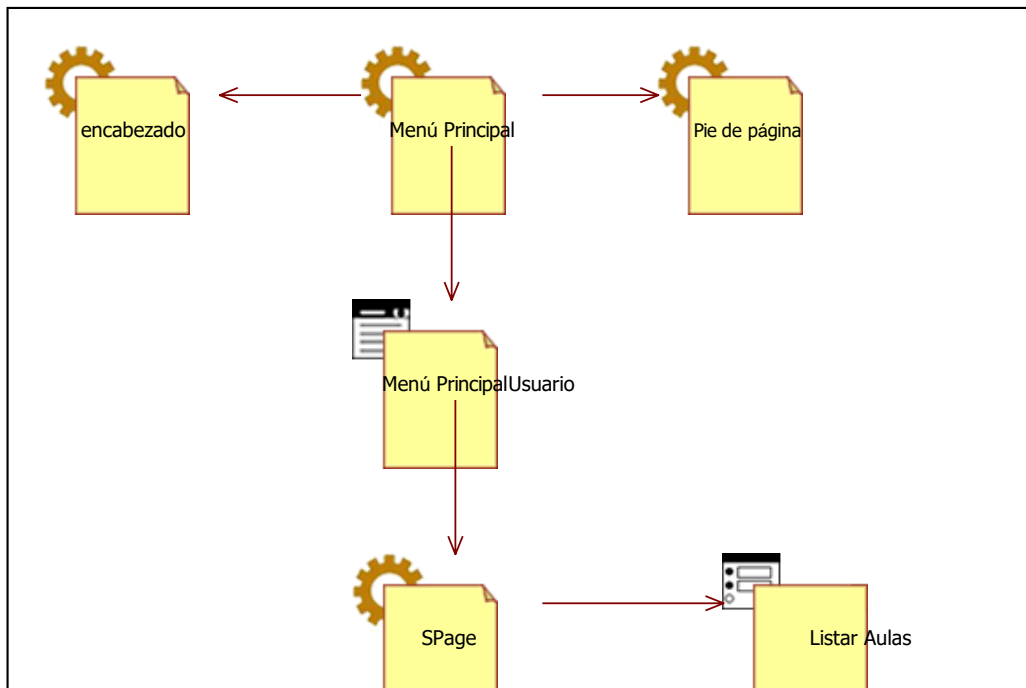 encabezado
Menú Principal
Pie de página
Menú PrincipalUsuario
SPage
Listar Aulas